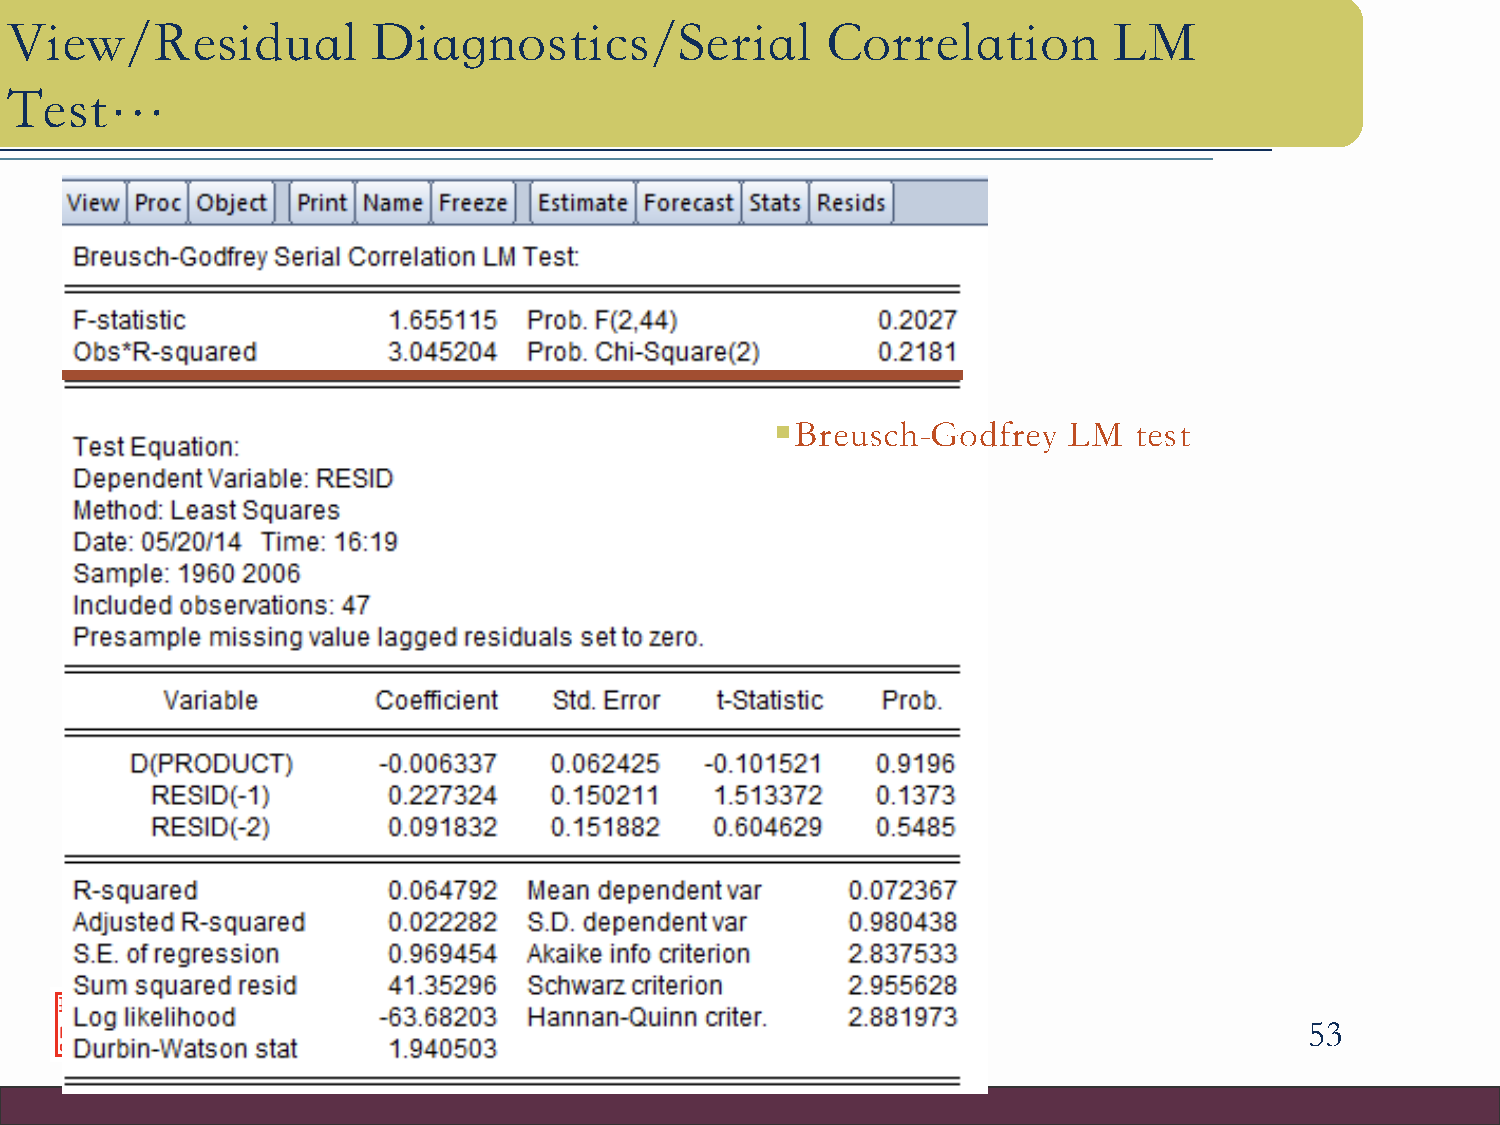 View/Residual Diagnostics/Serial Correlation LM
Test…
View Proc Object Print Name Freeze Estimate Forecast Stats Resids
Breusch-Godfrey Serial Correlation LM Test:
F-statistic 1.655115 Prob. F(2,44) 0.2027
Obs*R-squared 3.045204 Prob. Chi-Square(2) 0.2181
▪Breusch-Godfrey LM test
Test Equation:
Dependent Variable: RESID
Method: Least Squares
Date: 05/20/14 Time: 16:19
Sample: 1960 2006
Included observations: 47
Presample missing value lagged residuals set to zero.
Variable Coefficient Std. Error t-Statistic Prob.
D(PRODUCT) -0.006337 0.062425 -0.101521 0.9196
RESID(-1) 0.227324 0.150211 1.513372 0.1373
RESID(-2) 0.091832 0.151882 0.604629 0.5485
R-squared 0.064792 Mean dependent var 0.072367
Adjusted R-squared 0.022282 S.D. dependent var 0.980438
S.E. of regression 0.969454 Akaike info criterion 2.837533
Sum squared resid 41.35296 Schwarz criterion 2.955628
Log likelihood -63.68203 Hannan-Quinn criter. 2.881973
Durbin-Watson stat 1.940503
53